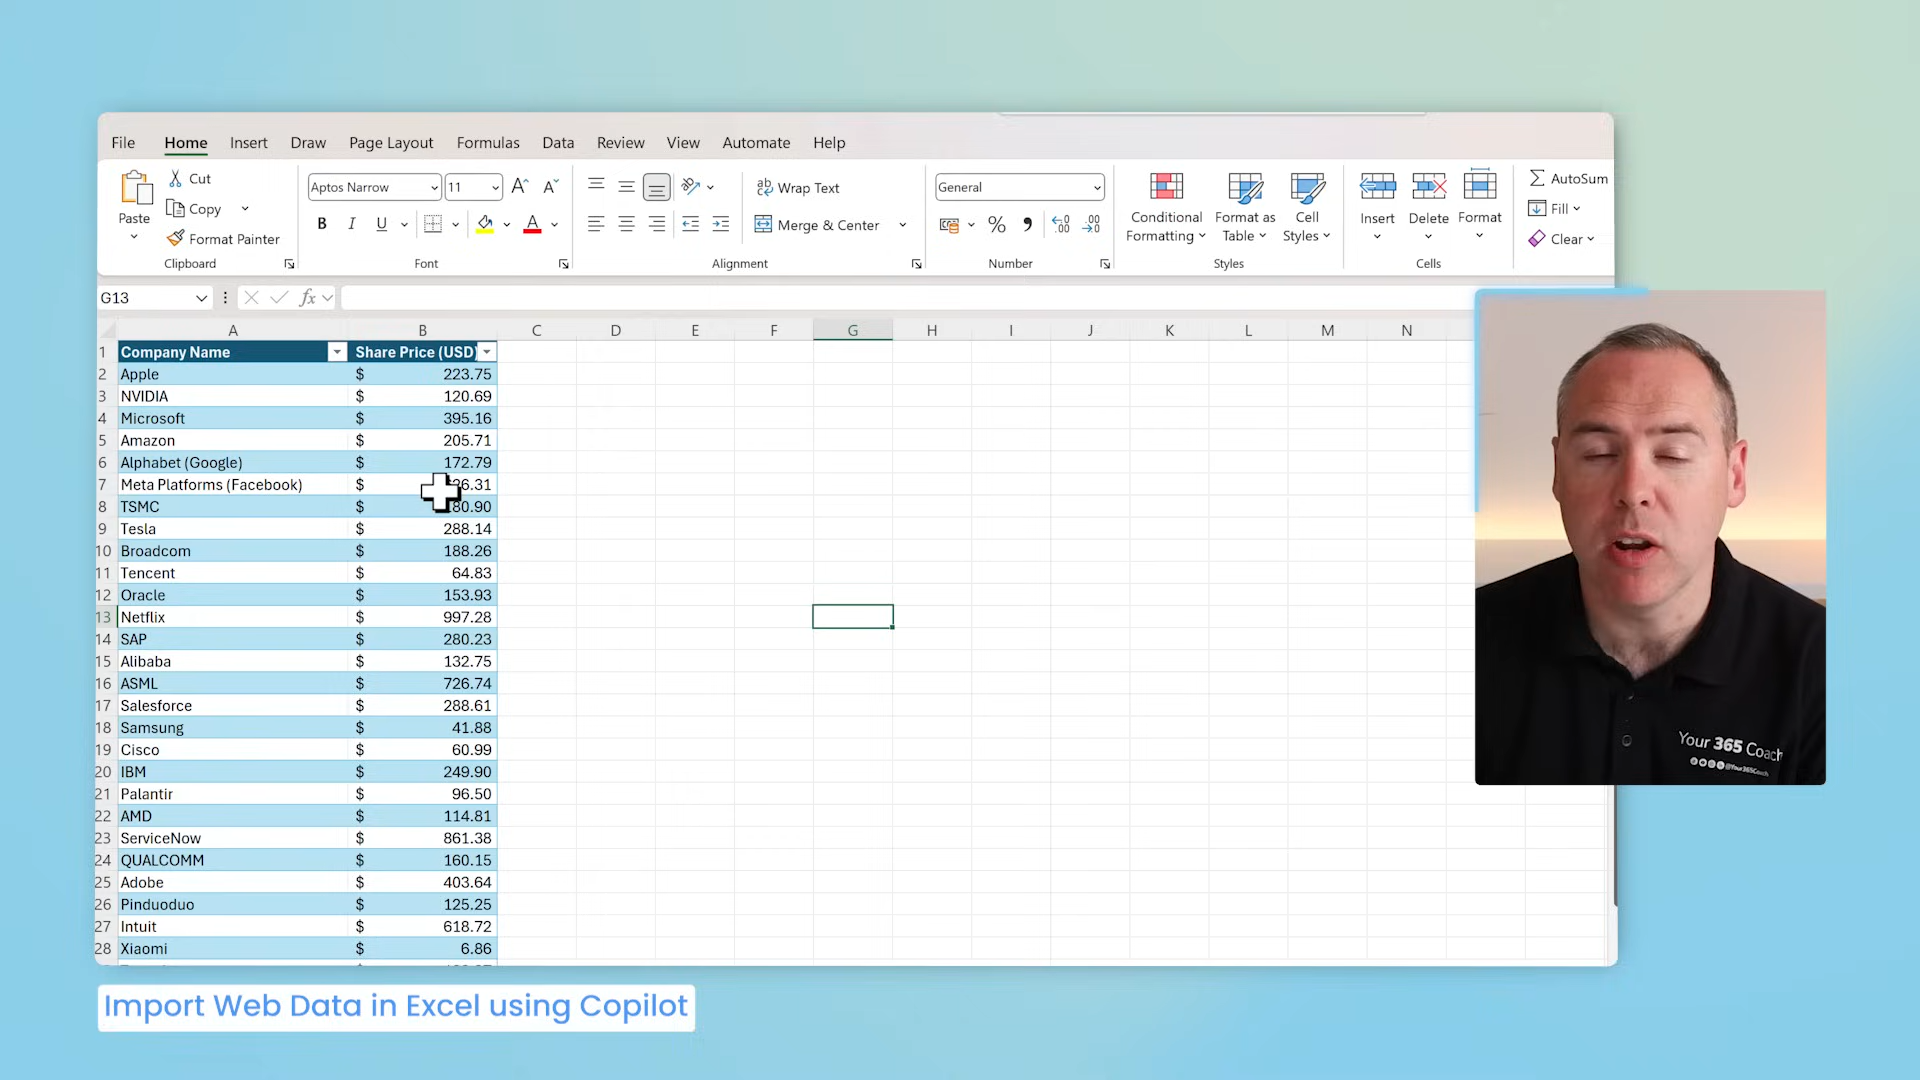 File Home Insert Draw Page Layout Formulas Data Review View Automate Help
Paste
Cut
Copy
Format Painter
Clipboard
Aptos Narrow 11
B I U
Font
Wrap Text
Merge & Center
Alignment
General
Number
Conditional Formatting
Format as Table
Cell Styles
Styles
Insert
Delete
Format
Cells
AutoSum
Fill
Clear
G13 fx
A B C D E F G H I J K L M N
1 Company Name Share Price (USD)
2 Apple $ 223.75
3 NVIDIA $ 120.69
4 Microsoft $ 395.16
5 Amazon $ 205.71
6 Alphabet (Google) $ 172.79
7 Meta Platforms (Facebook) $
8 TSMC $
9 Tesla $ 288.14
10 Broadcom $ 188.26
11 Tencent $ 64.83
12 Oracle $ 153.93
13 Netflix $ 997.28
14 SAP $ 280.23
15 Alibaba $ 132.75
16 ASML $ 726.74
17 Salesforce $ 288.61
18 Samsung $ 41.88
19 Cisco $ 60.99
20 IBM $ 249.90
21 Palantir $ 96.50
22 AMD $ 114.81
23 ServiceNow $ 861.38
24 QUALCOMM $ 160.15
25 Adobe $ 403.64
26 Pinduoduo $ 125.25
27 Intuit $ 618.72
28 Xiaomi $ 6.86
Your 365 Coach
@Your365Coach
Import Web Data in Excel using Copilot